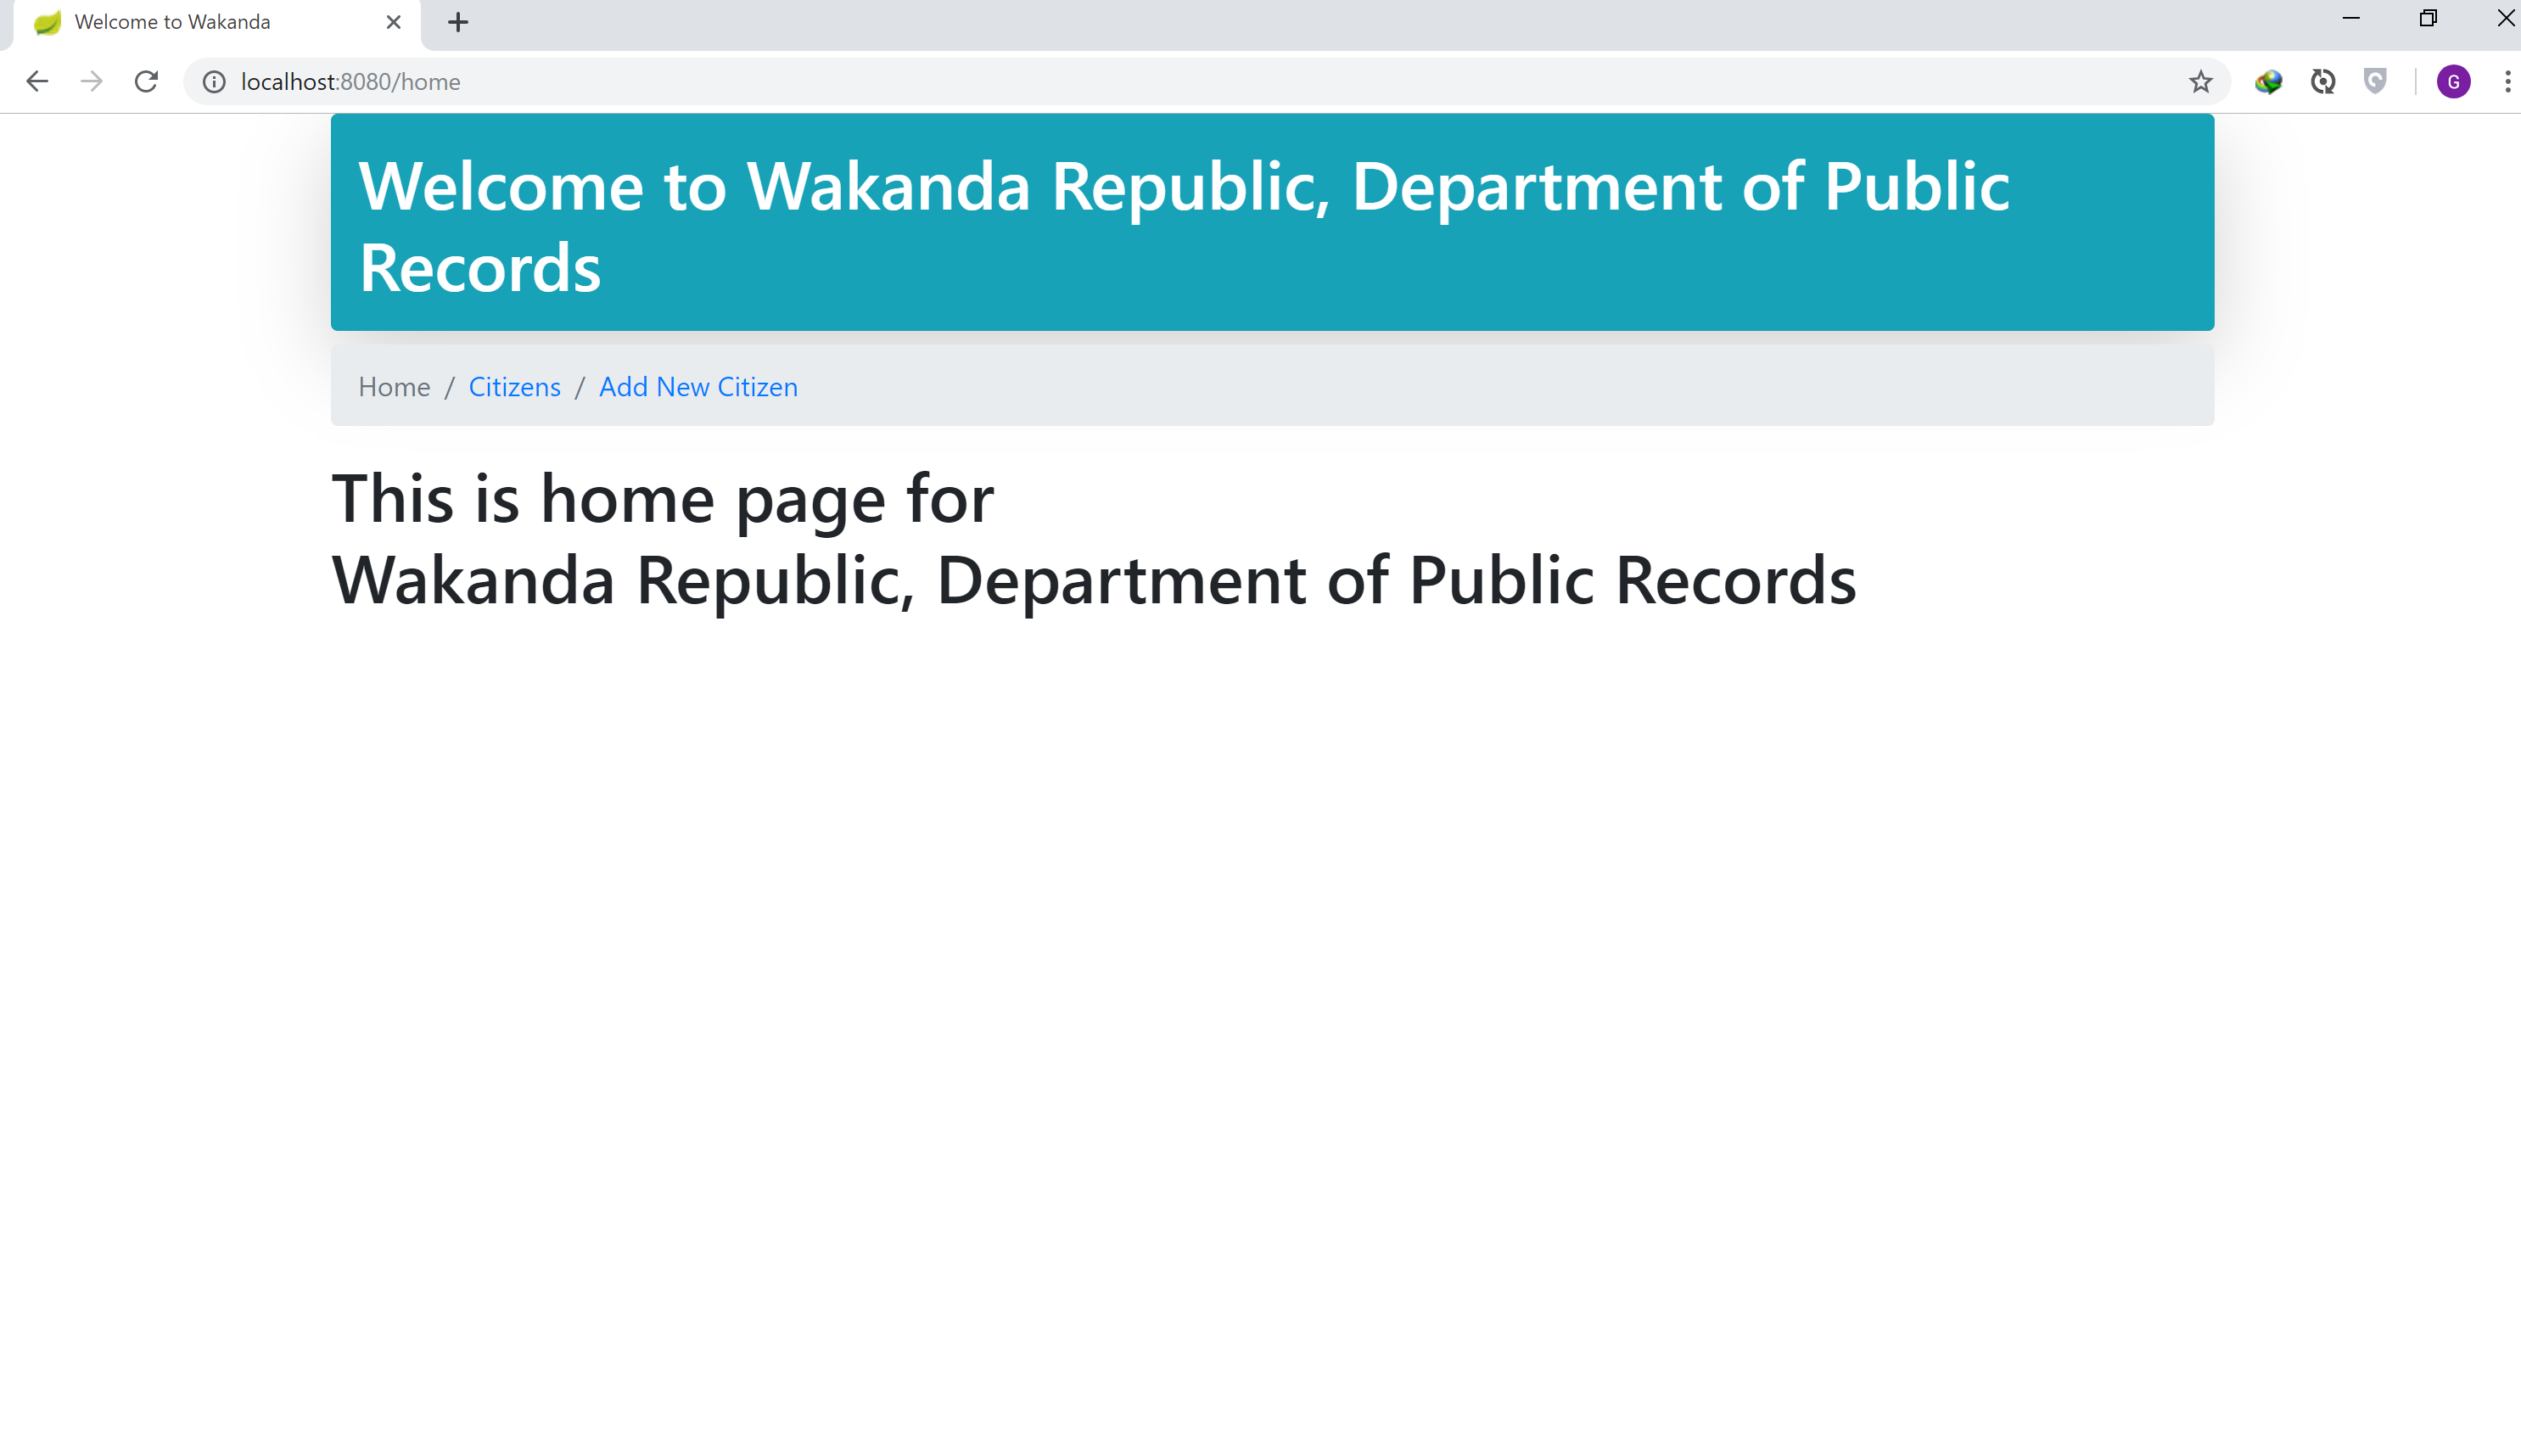 Welcome to Wakanda
localhost:8080/home
G
Welcome to Wakanda Republic, Department of Public
Records
Home / Citizens / Add New Citizen
This is home page for
Wakanda Republic, Department of Public Records